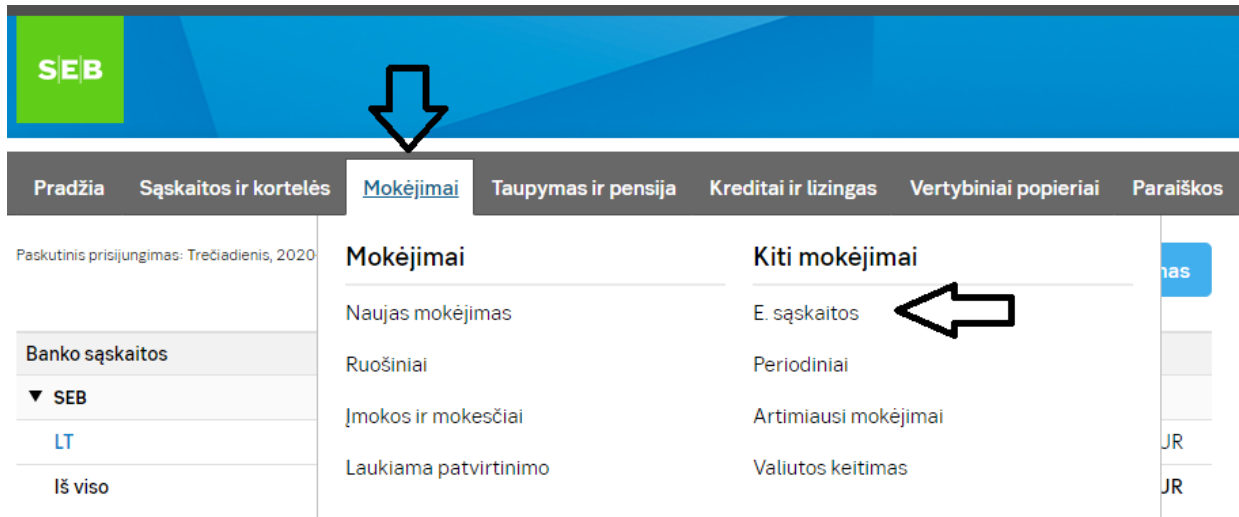 SEB
Pradžia Sąskaitos ir kortelės Mokėjimai Taupymas ir pensija Kreditai ir lizingas Vertybiniai popieriai Paraiškos
Paskutinis prisijungimas: Trečiadienis, 2020
Mokėjimai
Naujas mokėjimas
Ruošiniai
Įmokos ir mokesčiai
Laukiama patvirtinimo
Kiti mokėjimai
E. sąskaitos
Periodiniai
Artimiausi mokėjimai
Valiutos keitimas
Banko sąskaitos
▼ SEB
LT
Iš viso